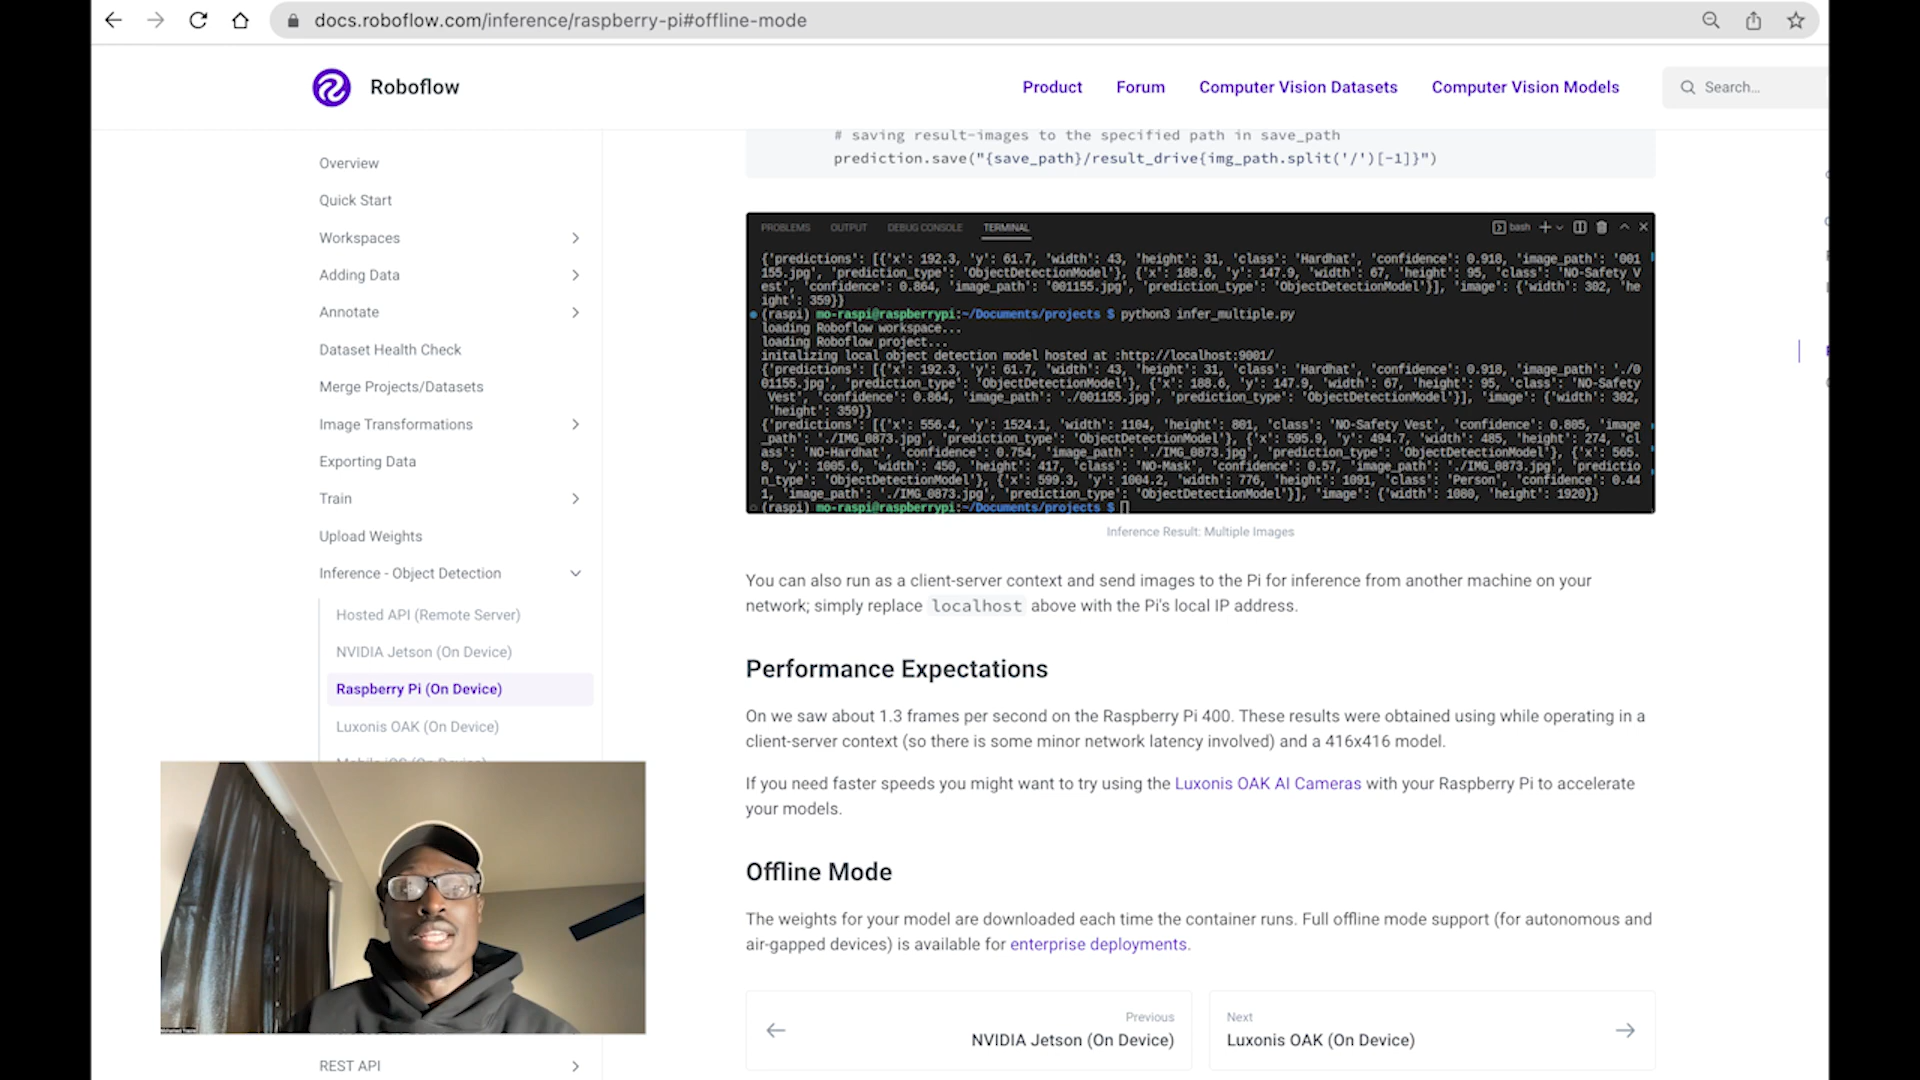 docs.roboflow.com/inference/raspberry-pi#offline-mode
Roboflow
Product
Forum
Computer Vision Datasets
Computer Vision Models
Search...
Overview
Quick Start
Workspaces
Adding Data
Annotate
Dataset Health Check
Merge Projects/Datasets
Image Transformations
Exporting Data
Train
Upload Weights
Inference - Object Detection
Hosted API (Remote Server)
NVIDIA Jetson (On Device)
Raspberry Pi (On Device)
Luxonis OAK (On Device)
REST API
# saving result-images to the specified path in save_path
prediction.save("{save_path}/result_drive{img_path.split('/')[-1]}")
PROBLEMS OUTPUT DEBUG CONSOLE TERMINAL
bash
{'predictions': [{'x': 192.3, 'y': 61.7, 'width': 43, 'height': 31, 'class': 'Hardhat', 'confidence': 0.918, 'image_path': '001
155.jpg', 'prediction_type': 'ObjectDetectionModel'}, {'x': 188.6, 'y': 147.9, 'width': 67, 'height': 95, 'class': 'NO-Safety V
est', 'confidence': 0.864, 'image_path': '001155.jpg', 'prediction_type': 'ObjectDetectionModel'}], 'image': {'width': 302, 'he
ight': 359}}
(raspi) mo-raspi@raspberrypi:~/Documents/projects $ python3 infer_multiple.py
loading Roboflow workspace...
loading Roboflow project...
initalizing local object detection model hosted at :http://localhost:9001/
{'predictions': [{'x': 192.3, 'y': 61.7, 'width': 43, 'height': 31, 'class': 'Hardhat', 'confidence': 0.918, 'image_path': './0
01155.jpg', 'prediction_type': 'ObjectDetectionModel'}, {'x': 188.6, 'y': 147.9, 'width': 67, 'height': 95, 'class': 'NO-Safety
Vest', 'confidence': 0.864, 'image_path': './001155.jpg', 'prediction_type': 'ObjectDetectionModel'}], 'image': {'width': 302,
'height': 359}}
{'predictions': [{'x': 556.4, 'y': 1524.1, 'width': 1104, 'height': 801, 'class': 'NO-Safety Vest', 'confidence': 0.805, 'image
_path': './IMG_0873.jpg', 'prediction_type': 'ObjectDetectionModel'}, {'x': 595.9, 'y': 494.7, 'width': 485, 'height': 274, 'cl
ass': 'NO-Hardhat', 'confidence': 0.754, 'image_path': './IMG_0873.jpg', 'prediction_type': 'ObjectDetectionModel'}, {'x': 565.
8, 'y': 1005.6, 'width': 450, 'height': 417, 'class': 'NO-Mask', 'confidence': 0.57, 'image_path': './IMG_0873.jpg', 'predictio
n_type': 'ObjectDetectionModel'}, {'x': 599.3, 'y': 1004.2, 'width': 776, 'height': 1091, 'class': 'Person', 'confidence': 0.44
1, 'image_path': './IMG_0873.jpg', 'prediction_type': 'ObjectDetectionModel'}], 'image': {'width': 1080, 'height': 1920}}
(raspi) mo-raspi@raspberrypi:~/Documents/projects $
Inference Result: Multiple Images
You can also run as a client-server context and send images to the Pi for inference from another machine on your
network; simply replace localhost above with the Pi's local IP address.
Performance Expectations
On we saw about 1.3 frames per second on the Raspberry Pi 400. These results were obtained using while operating in a
client-server context (so there is some minor network latency involved) and a 416x416 model.
If you need faster speeds you might want to try using the Luxonis OAK AI Cameras with your Raspberry Pi to accelerate
your models.
Offline Mode
The weights for your model are downloaded each time the container runs. Full offline mode support (for autonomous and
air-gapped devices) is available for enterprise deployments.
Previous
NVIDIA Jetson (On Device)
Next
Luxonis OAK (On Device)